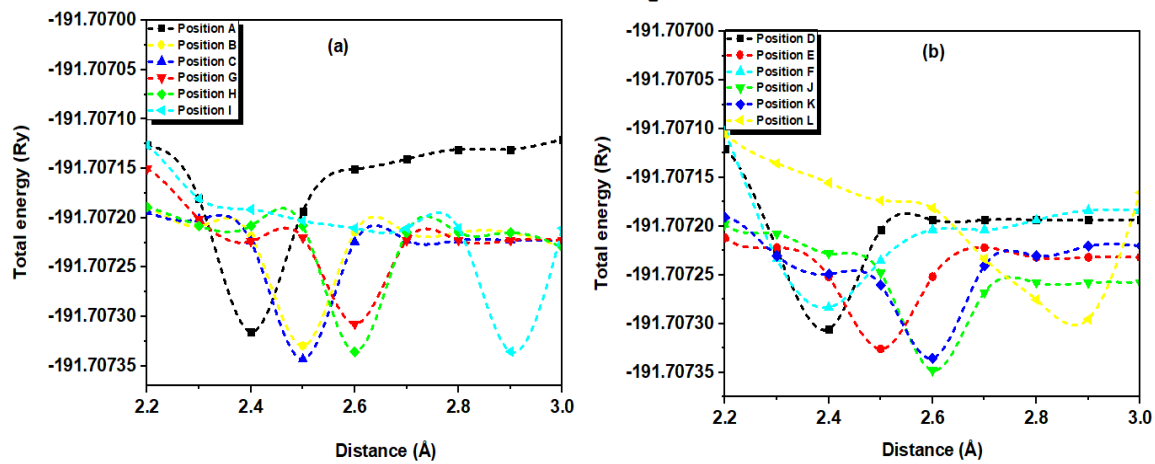 (a)
Position A
Position B
Position C
Position G
Position H
Position I
Total energy (Ry)
-191.70700
-191.70705
-191.70710
-191.70715
-191.70720
-191.70725
-191.70730
-191.70735
2.2 2.4 2.6 2.8 3.0
Distance (Å)
(b)
Position D
Position E
Position F
Position J
Position K
Position L
Total energy (Ry)
-191.70700
-191.70705
-191.70710
-191.70715
-191.70720
-191.70725
-191.70730
-191.70735
2.2 2.4 2.6 2.8 3.0
Distance (Å)